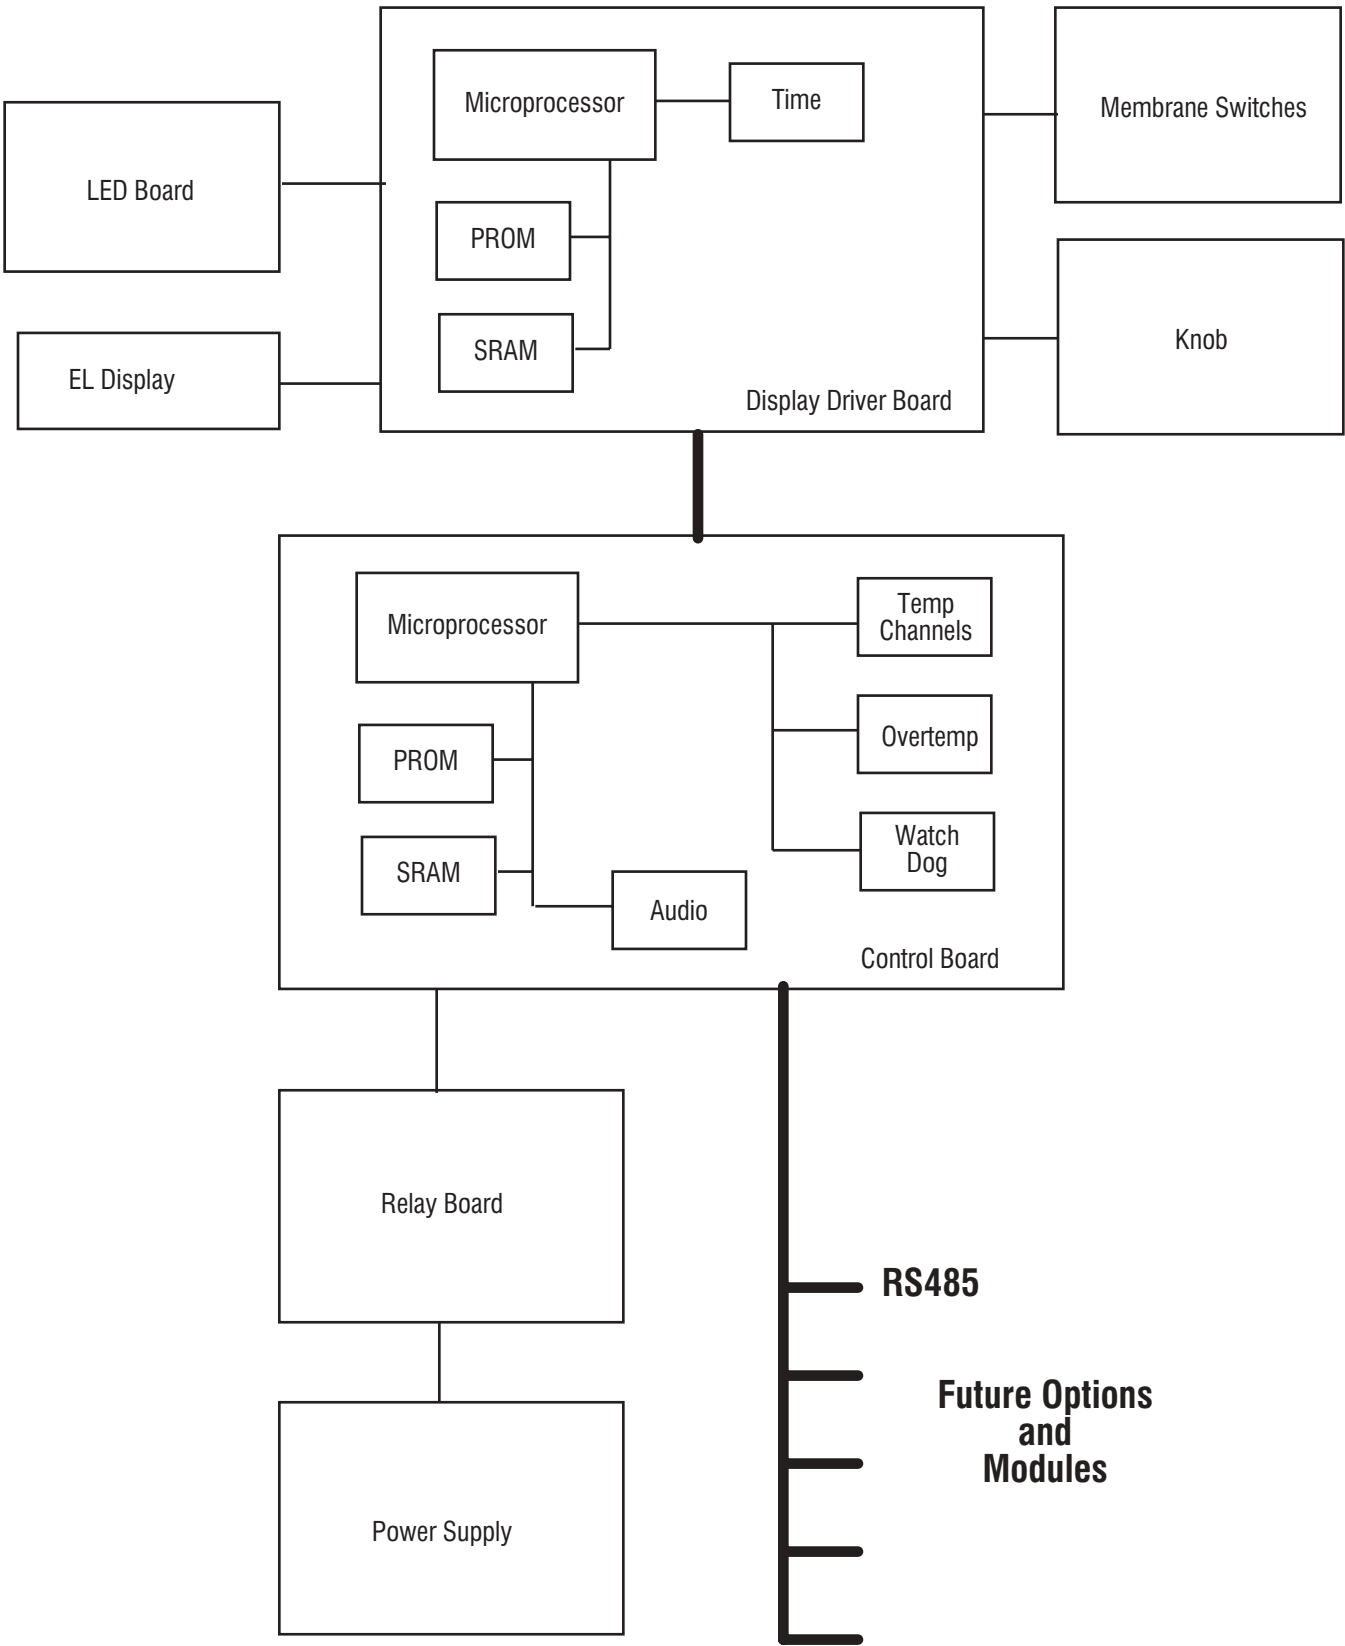 Microprocessor
Time
Membrane Switches
LED Board
PROM
SRAM
Knob
EL Display
Display Driver Board
Microprocessor
Temp
Channels
PROM
Overtemp
SRAM
Watch
Dog
Audio
Control Board
Relay Board
RS485
Future Options
and
Modules
Power Supply